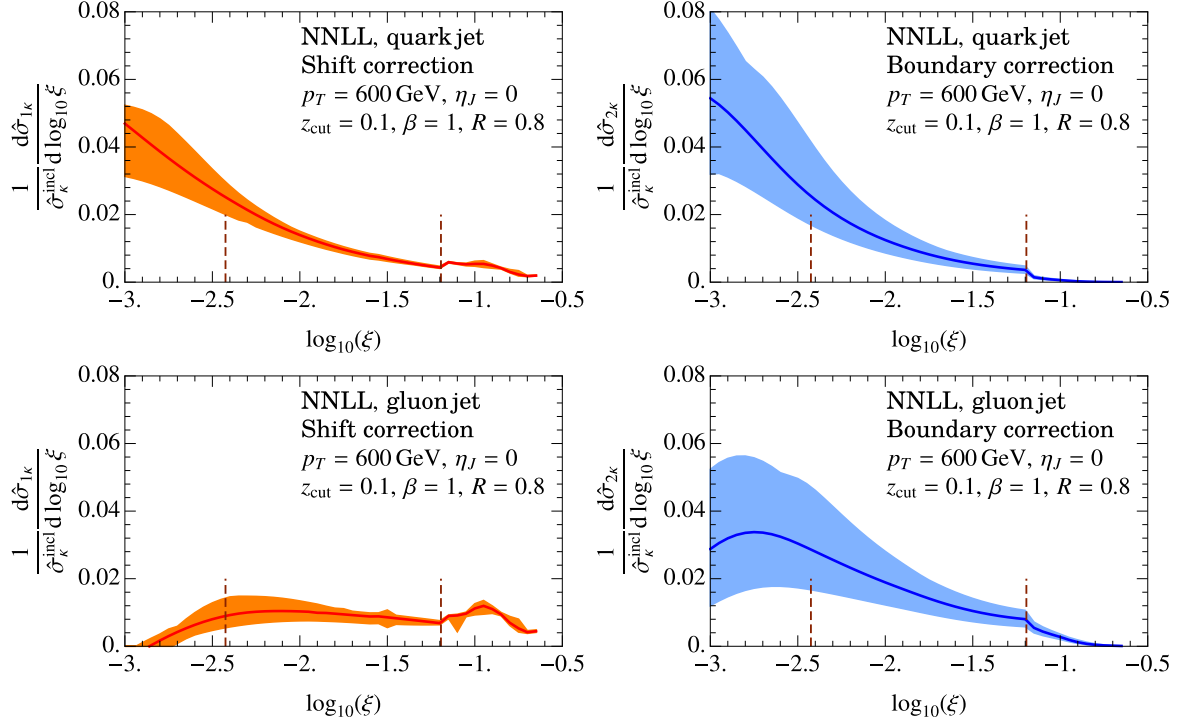 NNLL, quark jet
Shift correction
p_T = 600 GeV, η_J = 0
z_cut = 0.1, β = 1, R = 0.8
1/σ̂_κ^incl dσ̂_1κ/d log_10 ξ
0.08
0.06
0.04
0.02
0.
-3. -2.5 -2. -1.5 -1. -0.5
log_10(ξ)
NNLL, quark jet
Boundary correction
p_T = 600 GeV, η_J = 0
z_cut = 0.1, β = 1, R = 0.8
1/σ̂_κ^incl dσ̂_2κ/d log_10 ξ
0.08
0.06
0.04
0.02
0.
-3. -2.5 -2. -1.5 -1. -0.5
log_10(ξ)
NNLL, gluon jet
Shift correction
p_T = 600 GeV, η_J = 0
z_cut = 0.1, β = 1, R = 0.8
1/σ̂_κ^incl dσ̂_1κ/d log_10 ξ
0.08
0.06
0.04
0.02
0.
-3. -2.5 -2. -1.5 -1. -0.5
log_10(ξ)
NNLL, gluon jet
Boundary correction
p_T = 600 GeV, η_J = 0
z_cut = 0.1, β = 1, R = 0.8
1/σ̂_κ^incl dσ̂_2κ/d log_10 ξ
0.08
0.06
0.04
0.02
0.
-3. -2.5 -2. -1.5 -1. -0.5
log_10(ξ)